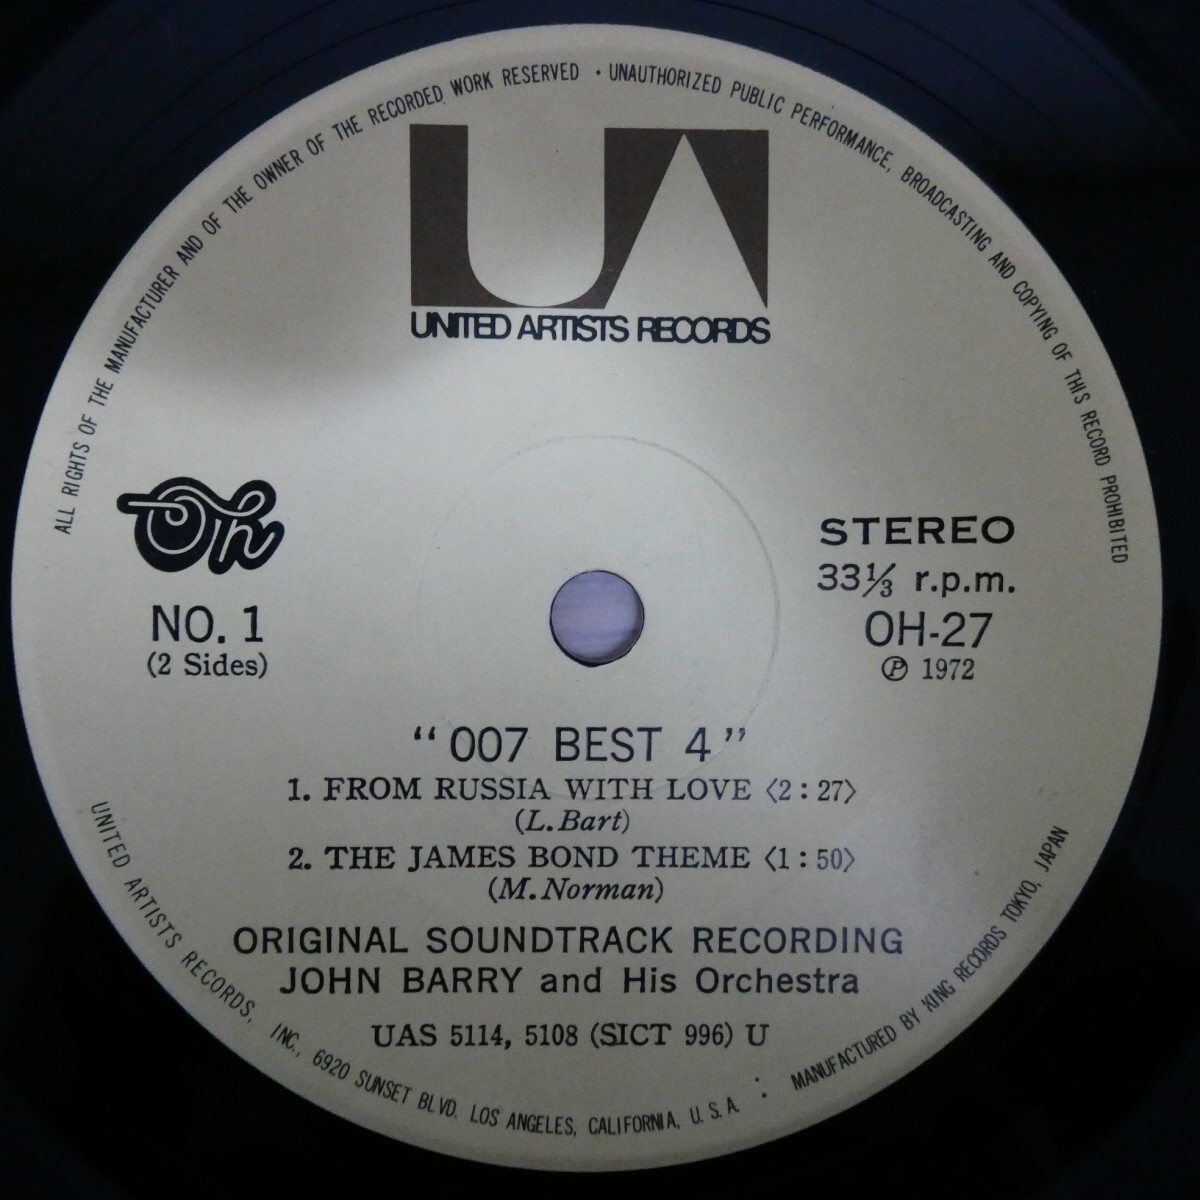 ALL RIGHTS OF THE MANUFACTURER AND OF THE OWNER OF THE RECORDED WORK RESERVED · UNAUTHORIZED PUBLIC PERFORMANCE, BROADCASTING AND COPYING OF THIS RECORD PROHIBITED
UA
UNITED ARTISTS RECORDS
Oh
NO. 1
(2 Sides)
STEREO
33⅓ r.p.m.
OH-27
Ⓟ 1972
“007 BEST 4”
1. FROM RUSSIA WITH LOVE ⟨2:27⟩
(L. Bart)
2. THE JAMES BOND THEME ⟨1:50⟩
(M. Norman)
ORIGINAL SOUNDTRACK RECORDING
JOHN BARRY and His Orchestra
UAS 5114, 5108 (SICT 996) U
UNITED ARTISTS RECORDS, INC., 6920 SUNSET BLVD. LOS ANGELES, CALIFORNIA, U.S.A. : MANUFACTURED BY KING RECORDS TOKYO, JAPAN